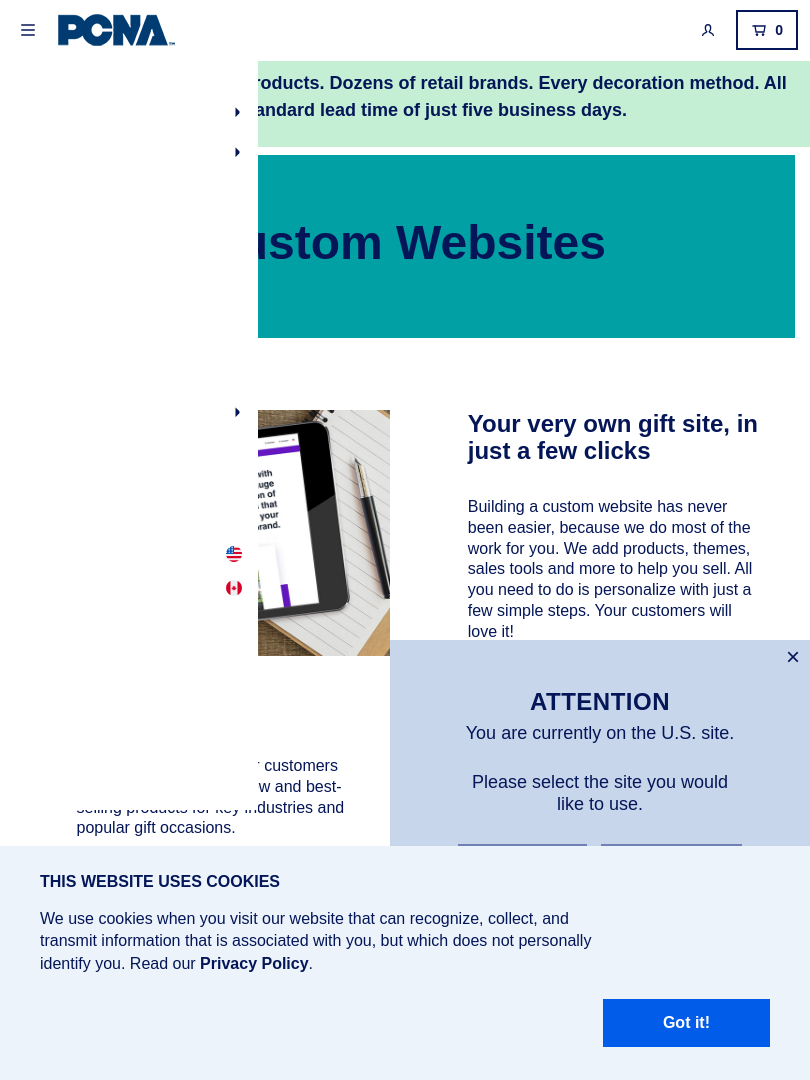 PCNA
0
roducts. Dozens of retail brands. Every decoration method. All
andard lead time of just five business days.
ustom Websites
with
uge
on of
s that
your
brand.
Your very own gift site, in
just a few clicks
Building a custom website has never
been easier, because we do most of the
work for you. We add products, themes,
sales tools and more to help you sell. All
you need to do is personalize with just a
few simple steps. Your customers will
love it!
customers
w and best-
selling products for key industries and
popular gift occasions.
ATTENTION
You are currently on the U.S. site.
Please select the site you would
like to use.
THIS WEBSITE USES COOKIES
We use cookies when you visit our website that can recognize, collect, and
transmit information that is associated with you, but which does not personally
identify you. Read our Privacy Policy.
Got it!